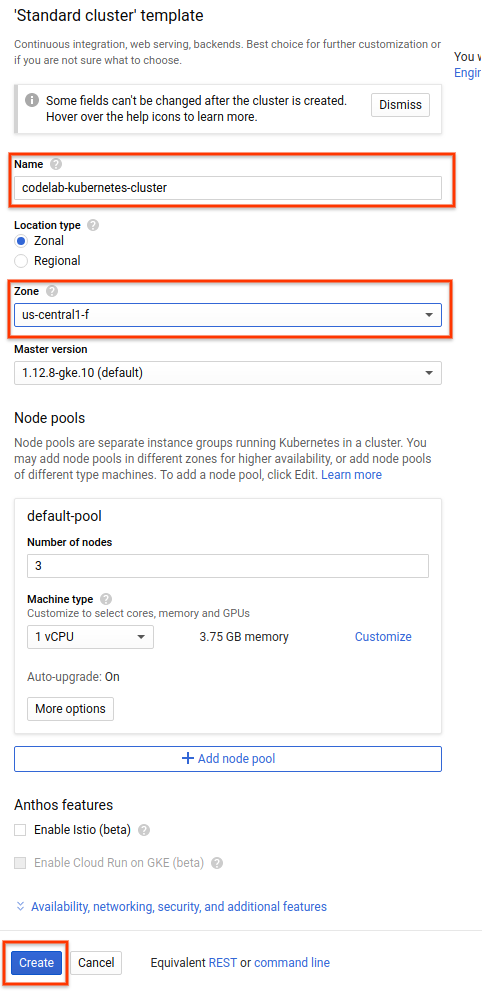 'Standard cluster' template
Continuous integration, web serving, backends. Best choice for further customization or
if you are not sure what to choose.
You
Engin
Some fields can't be changed after the cluster is created.
Hover over the help icons to learn more.
Dismiss
Name
codelab-kubernetes-cluster
Location type
Zonal
Regional
Zone
us-central1-f
Master version
1.12.8-gke.10 (default)
Node pools
Node pools are separate instance groups running Kubernetes in a cluster. You
may add node pools in different zones for higher availability, or add node pools
of different type machines. To add a node pool, click Edit. Learn more
default-pool
Number of nodes
3
Machine type
Customize to select cores, memory and GPUs
1 vCPU 3.75 GB memory Customize
Auto-upgrade: On
More options
Add node pool
Anthos features
Enable Istio (beta)
Enable Cloud Run on GKE (beta)
Availability, networking, security, and additional features
Create Cancel Equivalent REST or command line